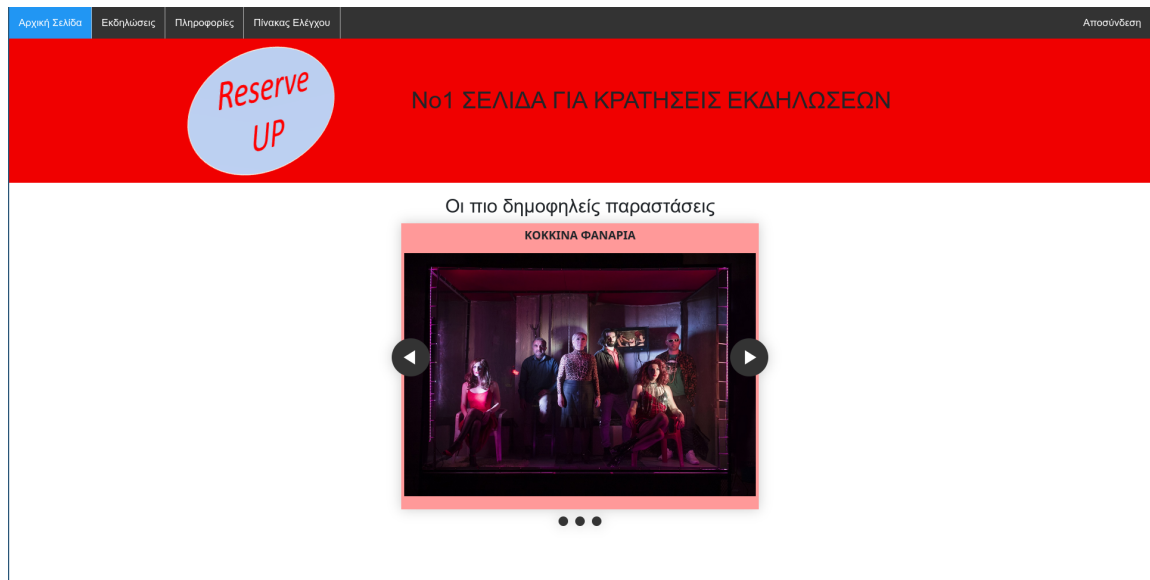 Αρχική Σελίδα Εκδηλώσεις Πληροφορίες Πίνακας Ελέγχου Αποσύνδεση
Reserve
UP
Νο1 ΣΕΛΙΔΑ ΓΙΑ ΚΡΑΤΗΣΕΙΣ ΕΚΔΗΛΩΣΕΩΝ
Οι πιο δημοφηλείς παραστάσεις
ΚΟΚΚΙΝΑ ΦΑΝΑΡΙΑ